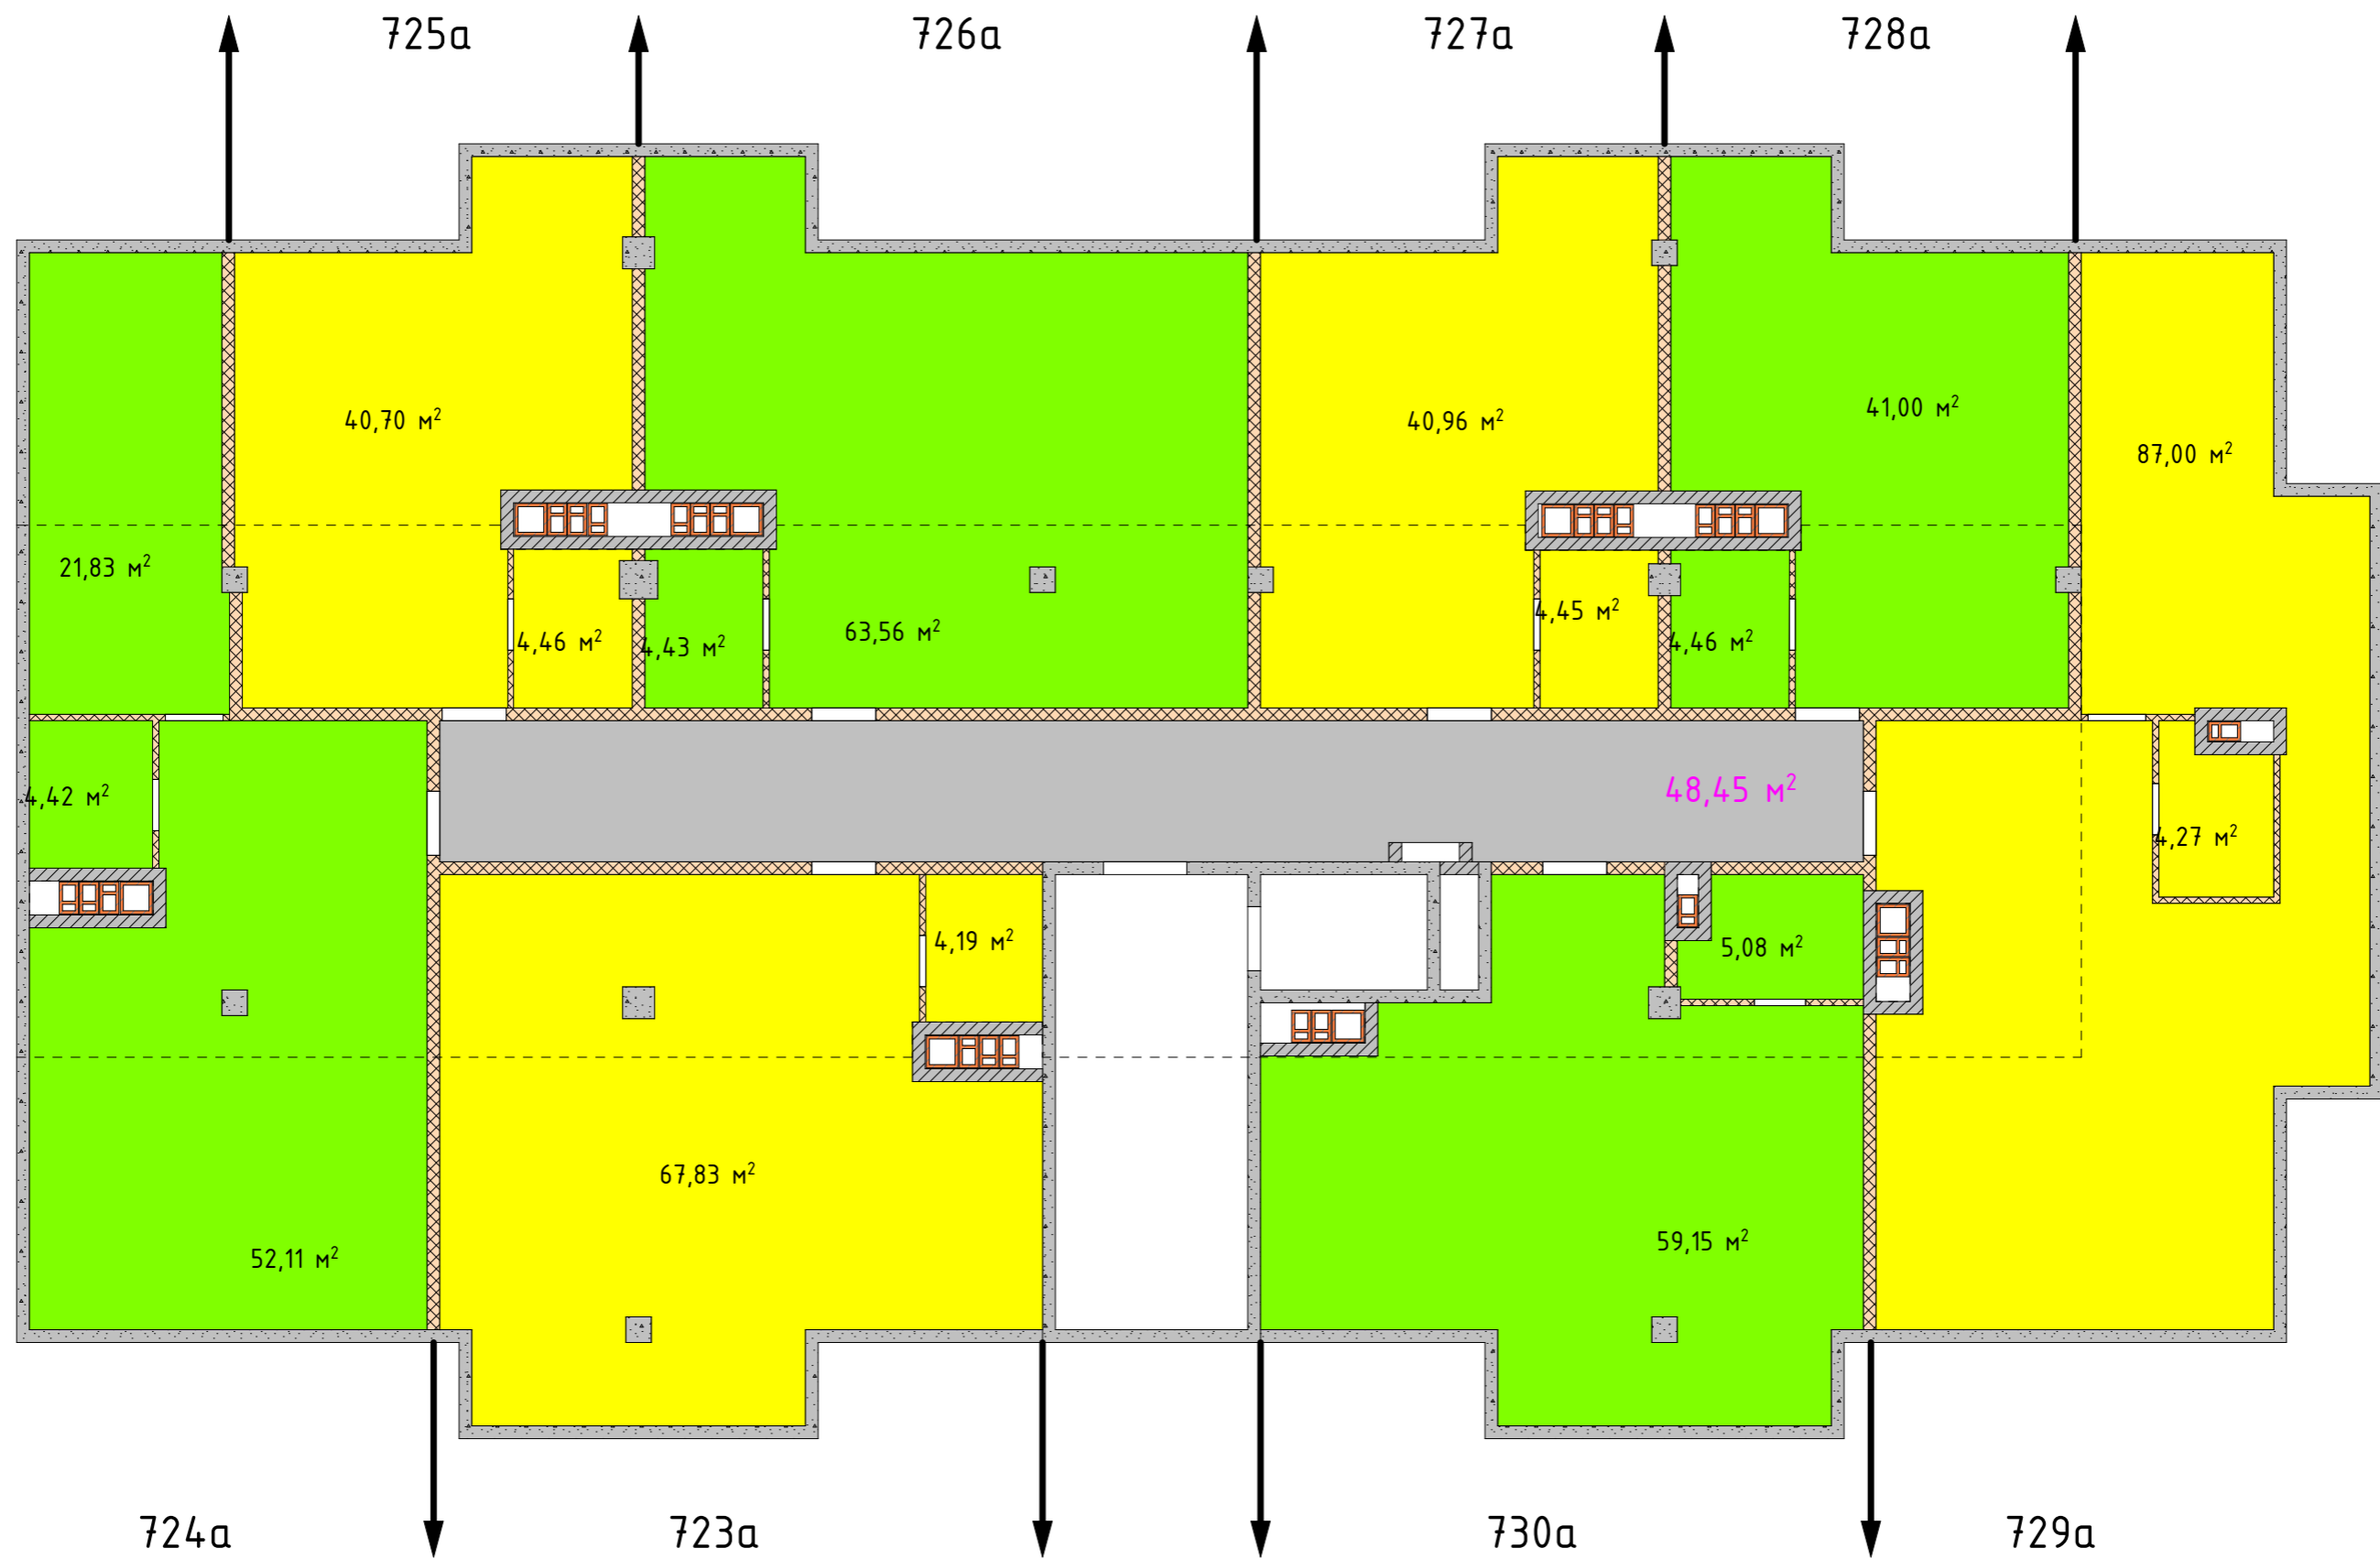 725а
726а
727а
728а
40,70 м²
40,96 м²
41,00 м²
87,00 м²
21,83 м²
4,46 м²
4,43 м²
63,56 м²
4,45 м²
4,46 м²
4,42 м²
48,45 м²
4,27 м²
4,19 м²
5,08 м²
67,83 м²
52,11 м²
59,15 м²
724а
723а
730а
729а